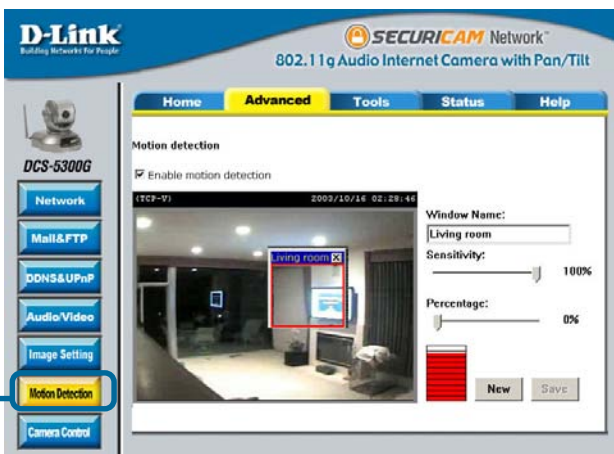 D-Link
Building Networks for People
SECURICAM Network™
802.11g Audio Internet Camera with Pan/Tilt
Home
Advanced
Tools
Status
Help
DCS-5300G
Network
Mail&FTP
DDNS&UPnP
Audio/Video
Image Setting
Motion Detection
Camera Control
Motion detection
Enable motion detection
(TCP-V) 2003/10/16 02:28:46
Living room
Window Name:
Living room
Sensitivity:
100%
Percentage:
0%
New
Save